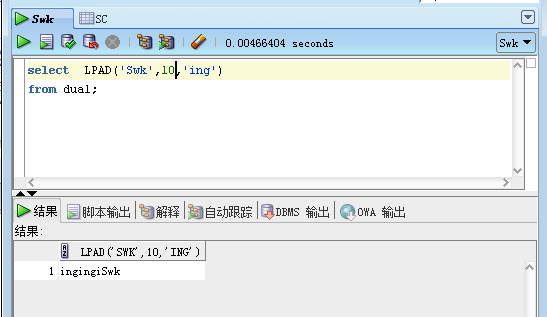 Swk SC
0.00466404 seconds Swk
select LPAD('Swk',10,'ing')
from dual;
结果 脚本输出 解释 自动跟踪 DBMS 输出 OWA 输出
结果:
LPAD('SWK',10,'ING')
1 ingingiSwk